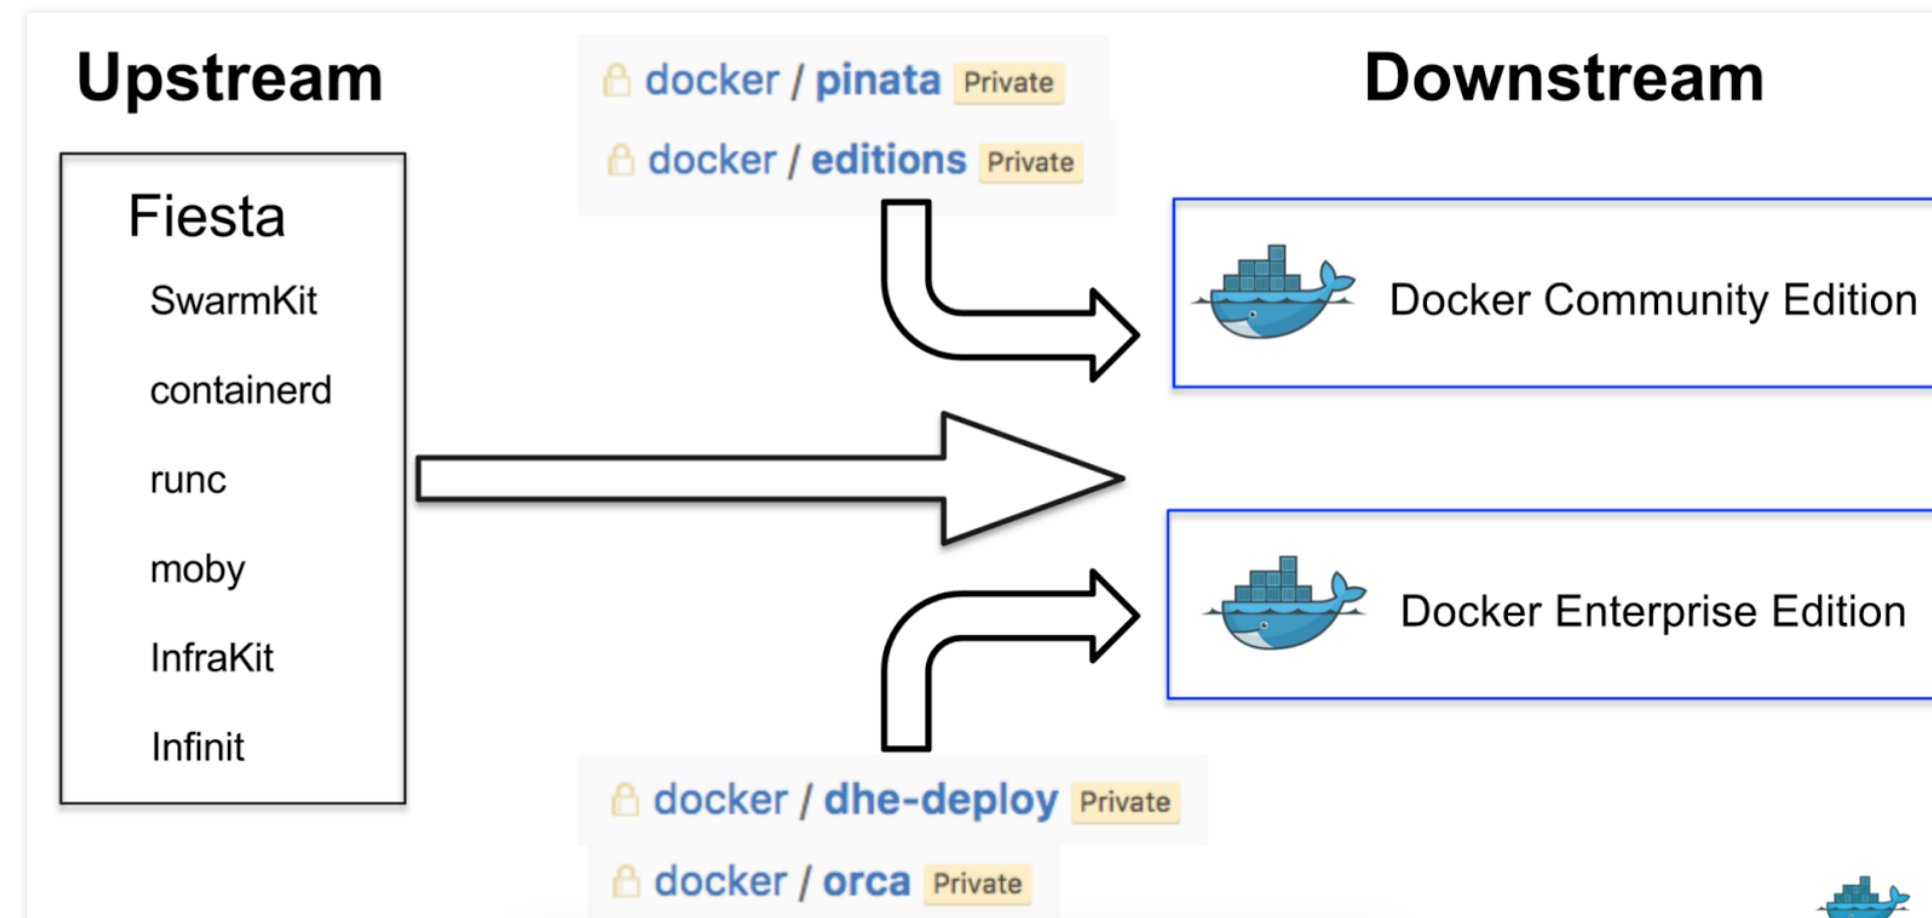 Upstream
Fiesta
SwarmKit
containerd
runc
moby
InfraKit
Infinit
docker / pinata Private
docker / editions Private
docker / dhe-deploy Private
docker / orca Private
Downstream
Docker Community Edition
Docker Enterprise Edition